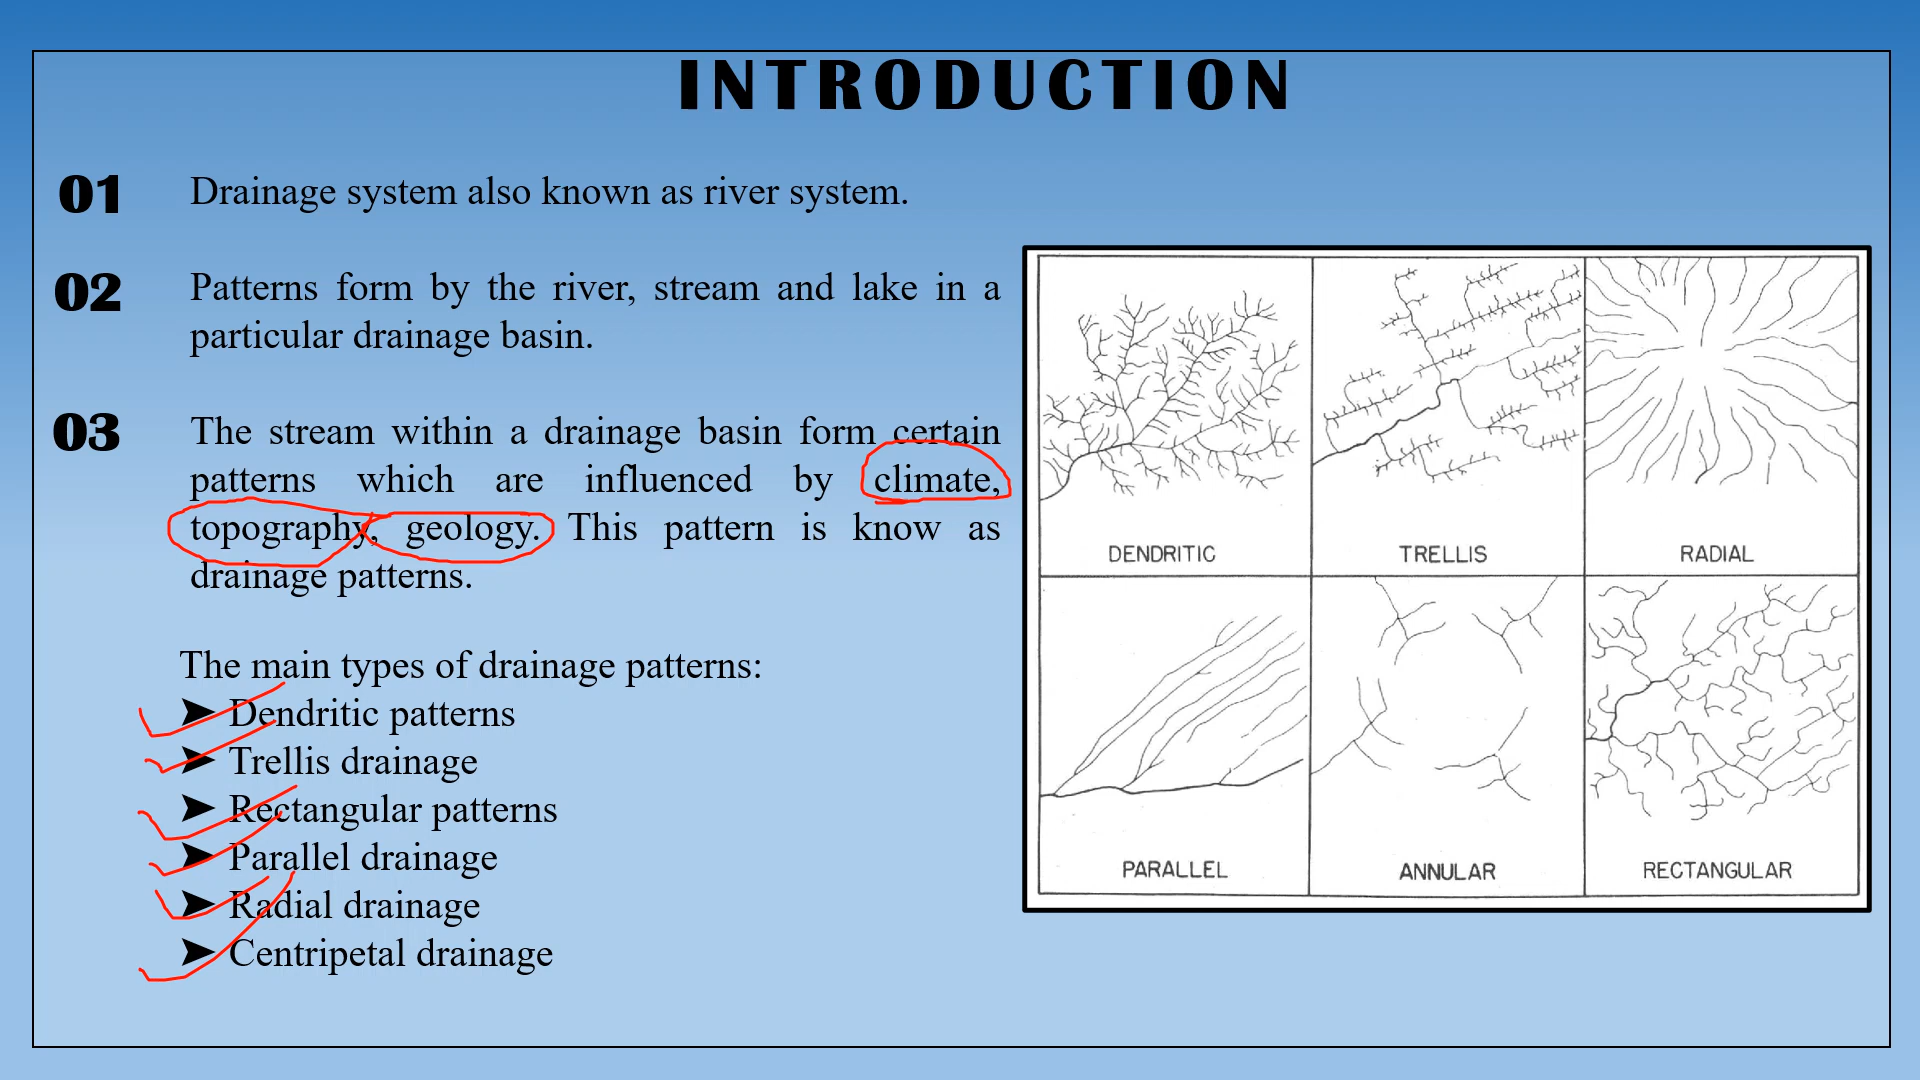 INTRODUCTION
01 Drainage system also known as river system.
02 Patterns form by the river, stream and lake in a
particular drainage basin.
03 The stream within a drainage basin form certain
patterns which are influenced by climate,
topography, geology. This pattern is know as
drainage patterns.
The main types of drainage patterns:
➤ Dendritic patterns
➤ Trellis drainage
➤ Rectangular patterns
➤ Parallel drainage
➤ Radial drainage
➤ Centripetal drainage
DENDRITIC TRELLIS RADIAL
PARALLEL ANNULAR RECTANGULAR